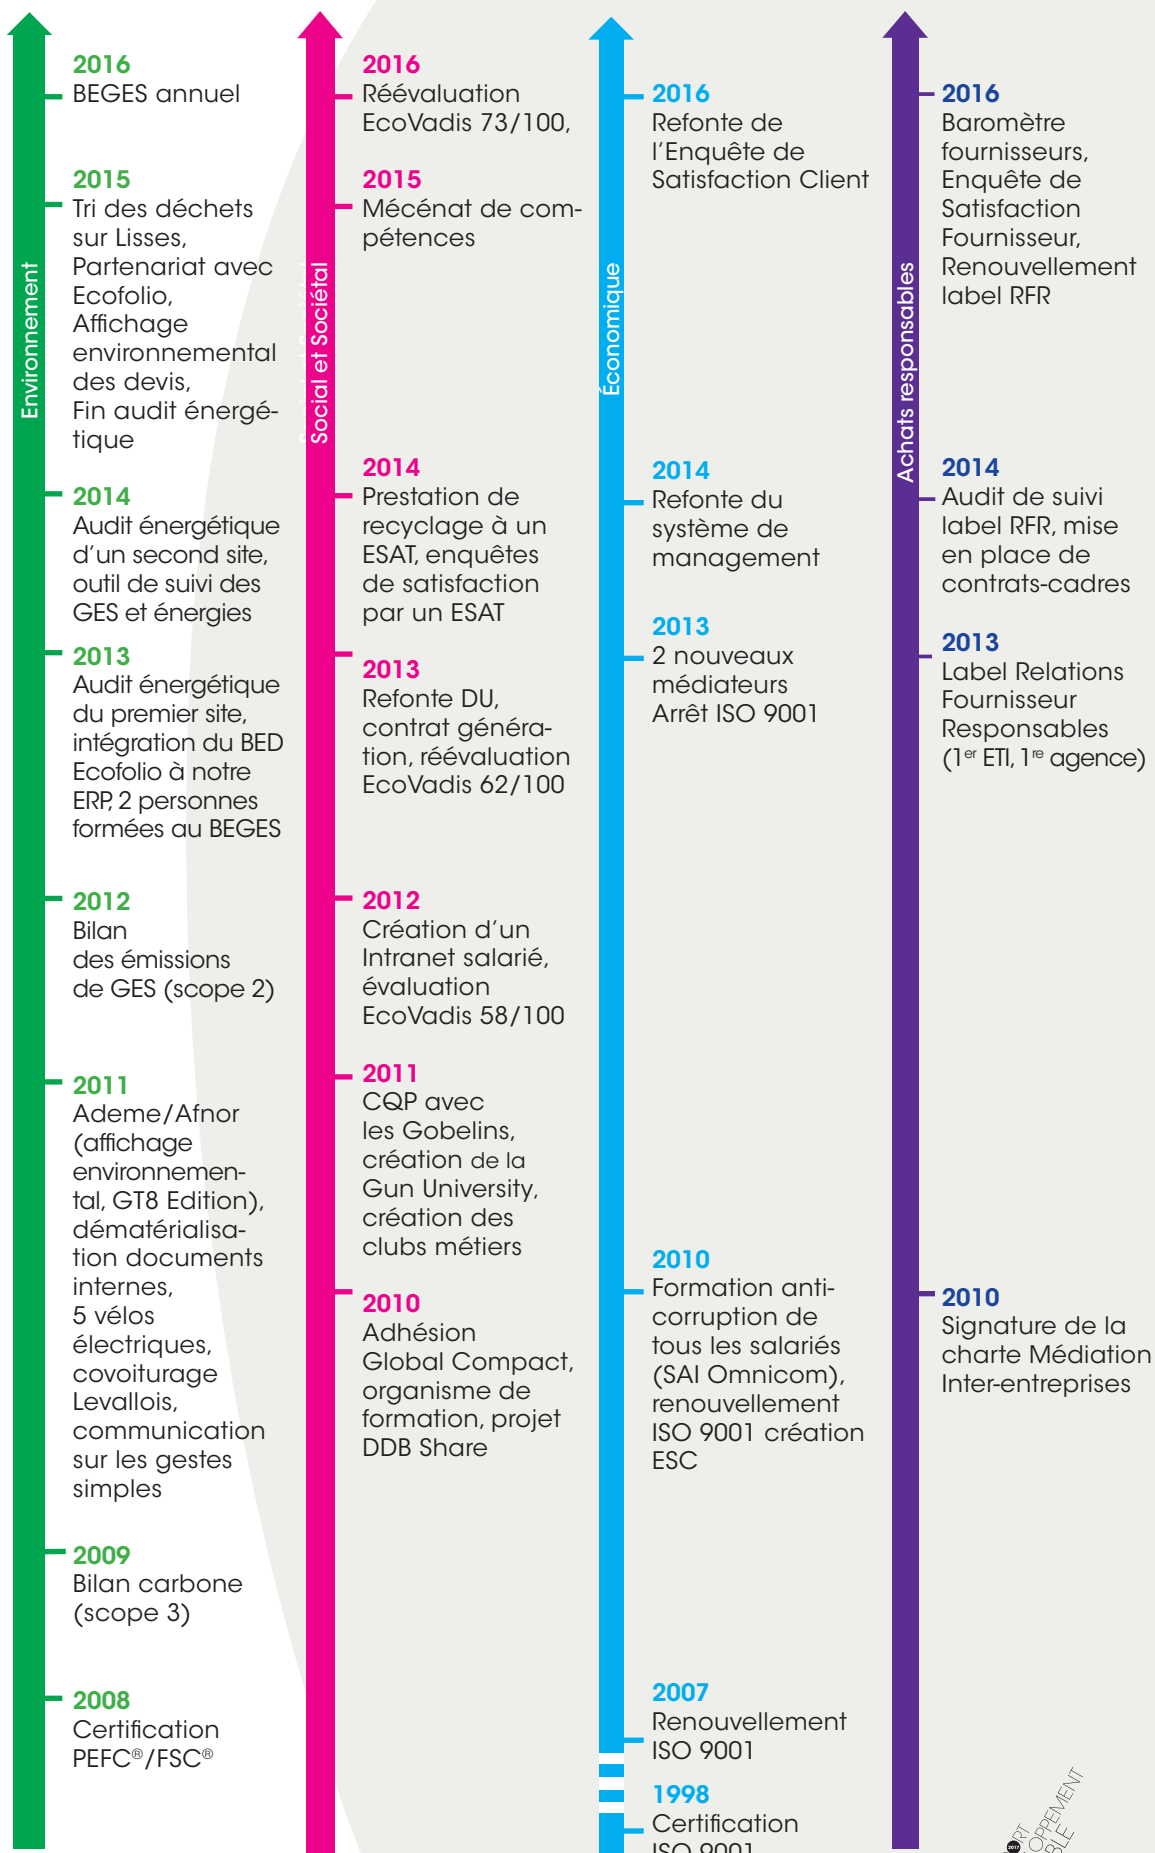 Environnement
2016
BEGES annuel
2015
Tri des déchets
sur Lisses,
Partenariat avec
Ecofolio,
Affichage
environnemental
des devis,
Fin audit énergé-
tique
2014
Audit énergétique
d’un second site,
outil de suivi des
GES et énergies
2013
Audit énergétique
du premier site,
intégration du BED
Ecofolio à notre
ERP, 2 personnes
formées au BEGES
2012
Bilan
des émissions
de GES (scope 2)
2011
Ademe/Afnor
(affichage
environnemen-
tal, GT8 Edition),
dématérialisa-
tion documents
internes,
5 vélos
électriques,
covoiturage
Levallois,
communication
sur les gestes
simples
2009
Bilan carbone
(scope 3)
2008
Certification
PEFC®/FSC®
Social et Sociétal
2016
Réévaluation
EcoVadis 73/100,
2015
Mécénat de com-
pétences
2014
Prestation de
recyclage à un
ESAT, enquêtes
de satisfaction
par un ESAT
2013
Refonte DU,
contrat généra-
tion, réévaluation
EcoVadis 62/100
2012
Création d’un
Intranet salarié,
évaluation
EcoVadis 58/100
2011
CQP avec
les Gobelins,
création de la
Gun University,
création des
clubs métiers
2010
Adhésion
Global Compact,
organisme de
formation, projet
DDB Share
Économique
2016
Refonte de
l’Enquête de
Satisfaction Client
2014
Refonte du
système de
management
2013
2 nouveaux
médiateurs
Arrêt ISO 9001
2010
Formation anti-
corruption de
tous les salariés
(SAI Omnicom),
renouvellement
ISO 9001 création
ESC
2007
Renouvellement
ISO 9001
1998
Certification
ISO 9001
Achats responsables
2016
Baromètre
fournisseurs,
Enquête de
Satisfaction
Fournisseur,
Renouvellement
label RFR
2014
Audit de suivi
label RFR, mise
en place de
contrats-cadres
2013
Label Relations
Fournisseur
Responsables
(1er ETI, 1re agence)
2010
Signature de la
charte Médiation
Inter-entreprises